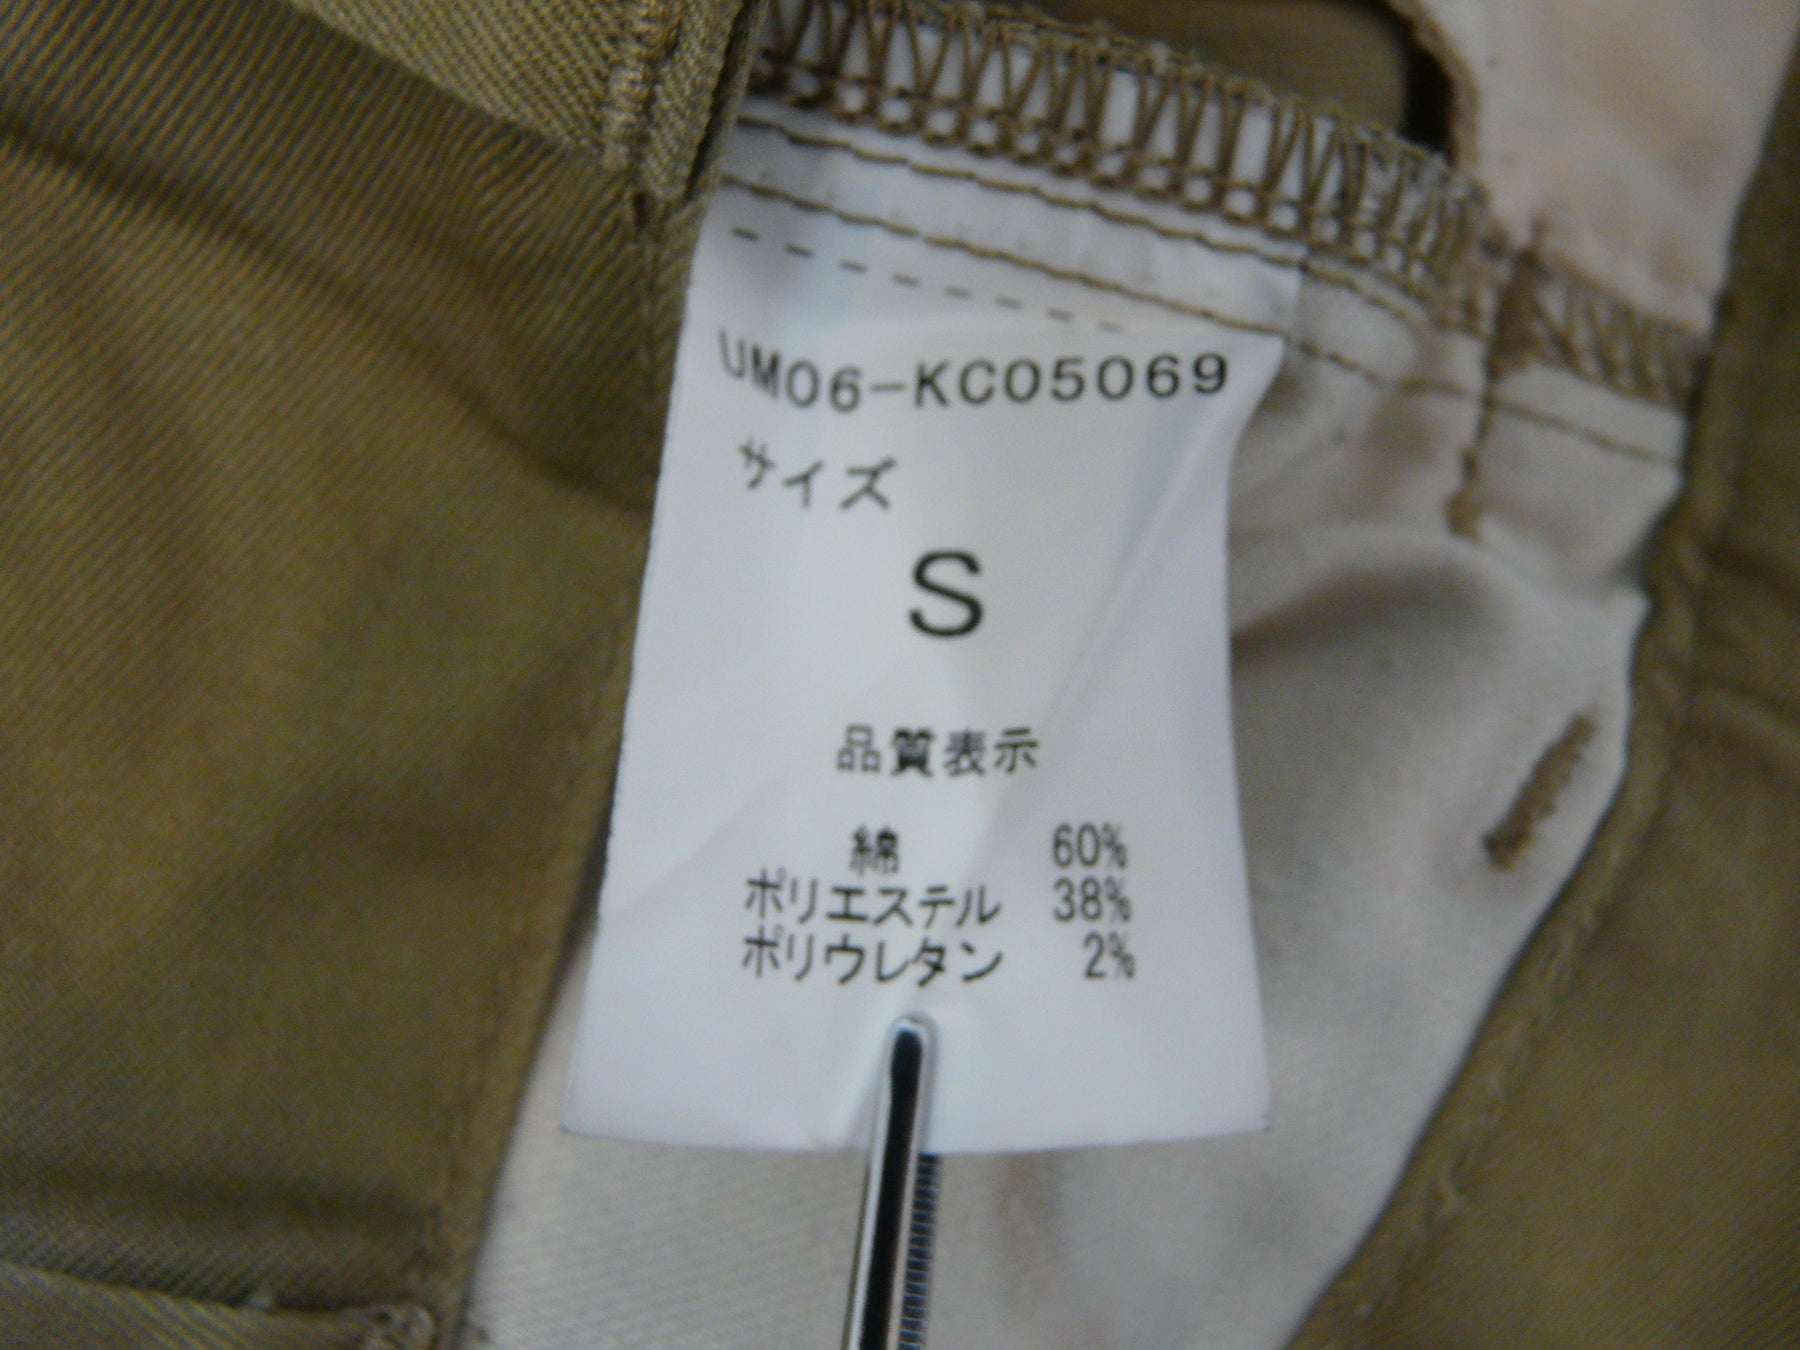 UM06-KC05069
サイズ
S
品質表示
綿 60%
ポリエステル 38%
ポリウレタン 2%